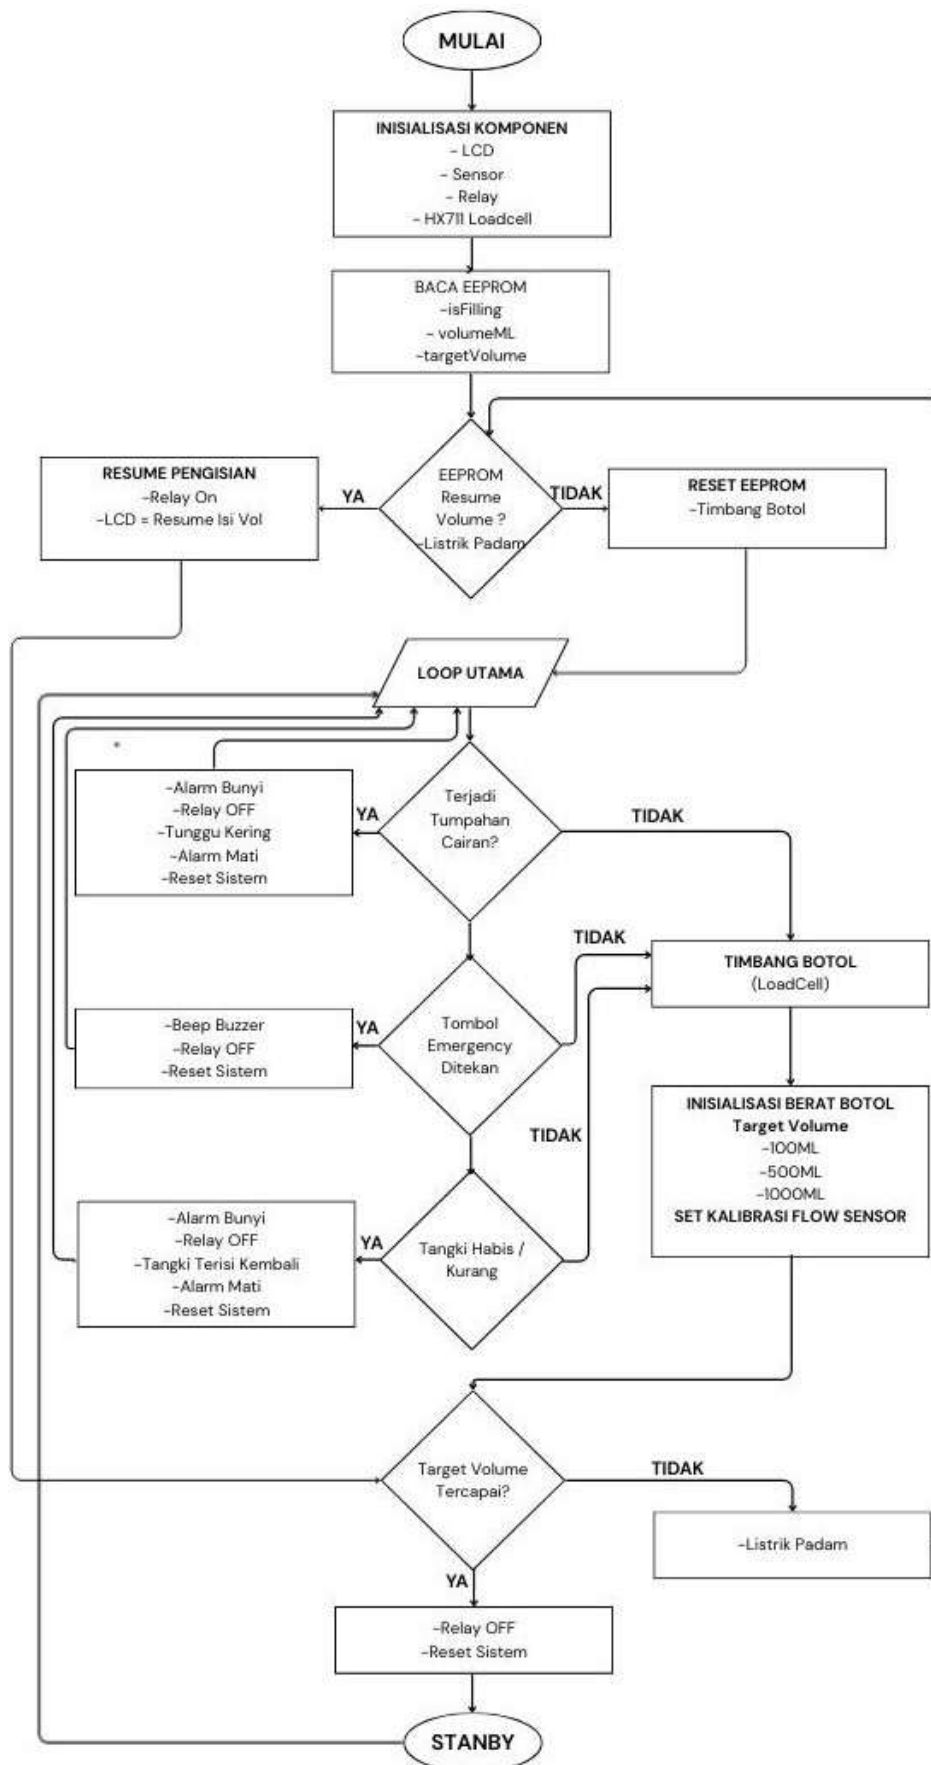 MULAI
INISIALISASI KOMPONEN
- LCD
- Sensor
- Relay
- HX711 Loadcell
BACA EEPROM
-isFilling
- volumeML
-targetVolume
EEPROM
Resume
Volume ?
-Listrik Padam
YA
TIDAK
RESUME PENGISIAN
-Relay On
-LCD = Resume Isi Vol
RESET EEPROM
-Timbang Botol
LOOP UTAMA
Terjadi
Tumpahan
Cairan?
YA
TIDAK
-Alarm Bunyi
-Relay OFF
-Tunggu Kering
-Alarm Mati
-Reset Sistem
Tombol
Emergency
Ditekan
YA
TIDAK
-Beep Buzzer
-Relay OFF
-Reset Sistem
TIMBANG BOTOL
(LoadCell)
INISIALISASI BERAT BOTOL
Target Volume
-100ML
-500ML
-1000ML
SET KALIBRASI FLOW SENSOR
Tangki Habis /
Kurang
YA
TIDAK
-Alarm Bunyi
-Relay OFF
-Tangki Terisi Kembali
-Alarm Mati
-Reset Sistem
Target Volume
Tercapai?
TIDAK
-Listrik Padam
YA
-Relay OFF
-Reset Sistem
STANBY